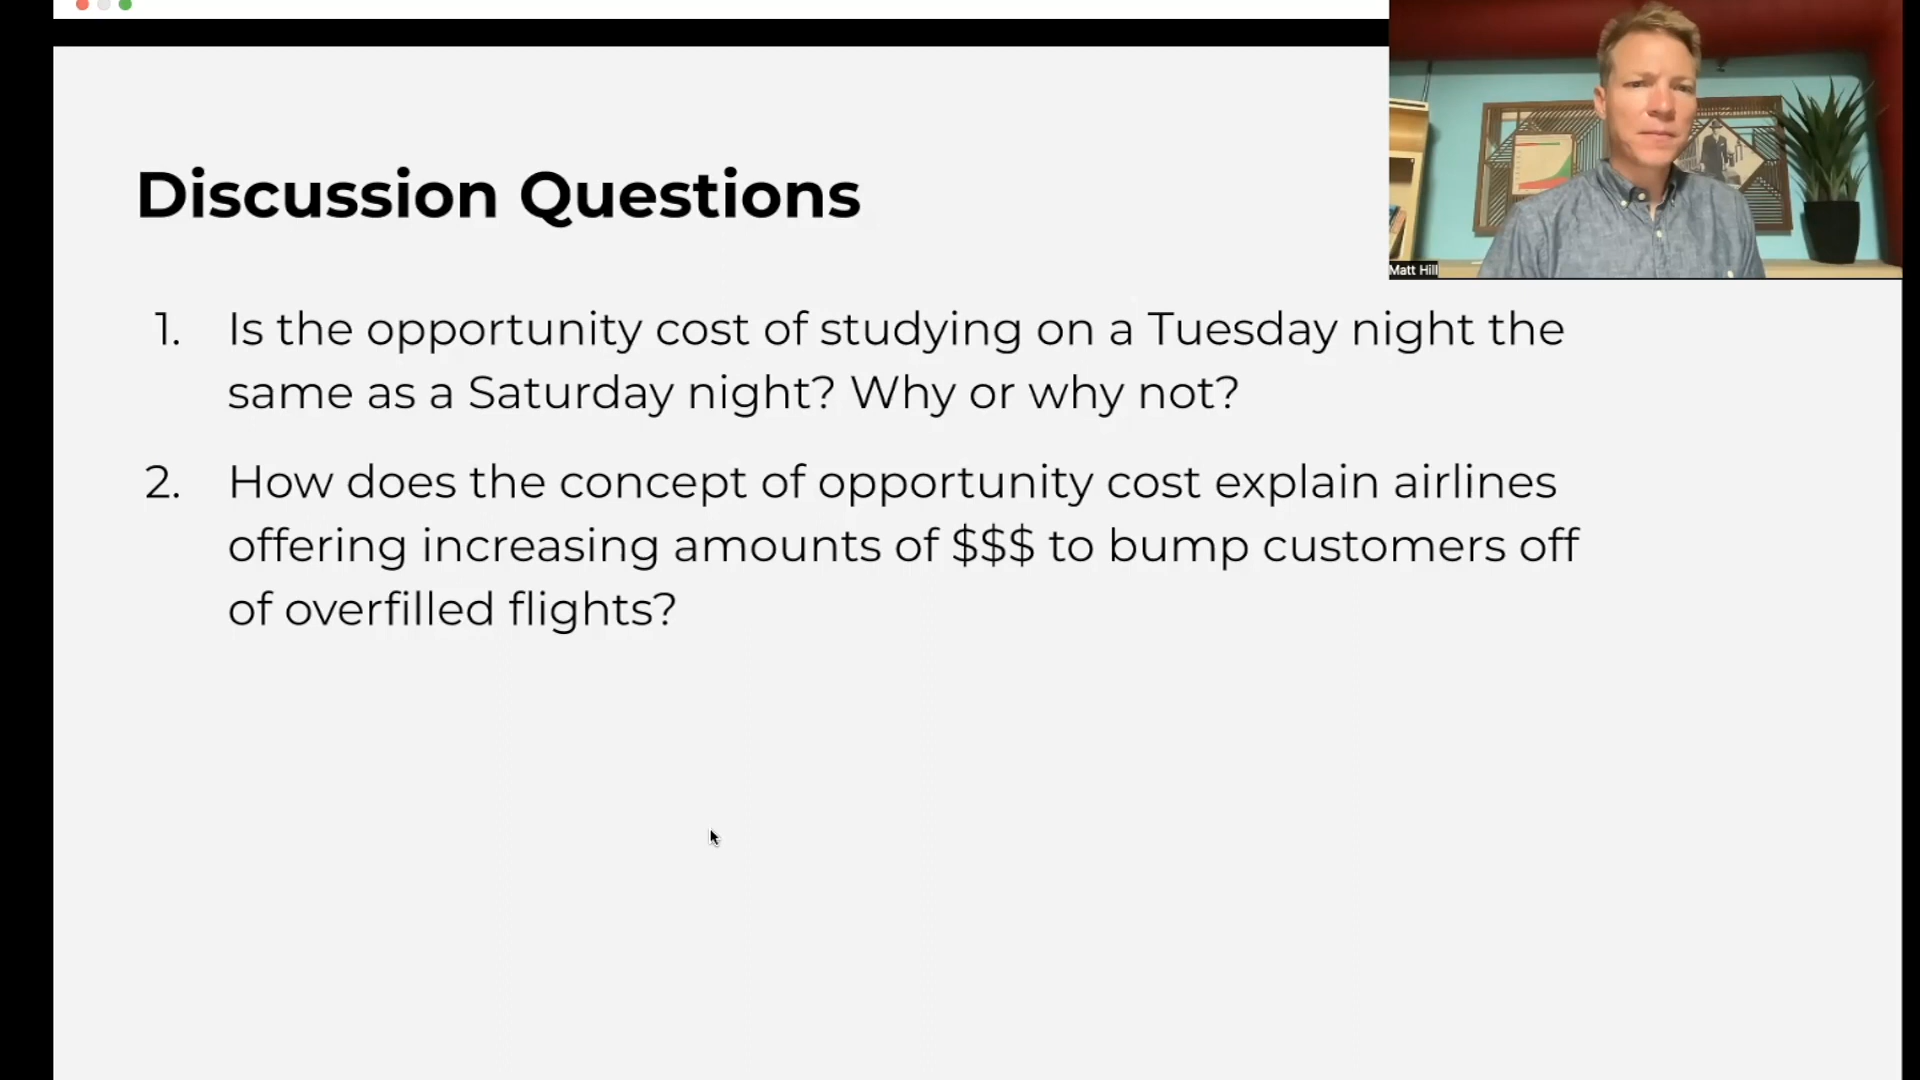 Matt Hill
Discussion Questions
1. Is the opportunity cost of studying on a Tuesday night the
same as a Saturday night? Why or why not?
2. How does the concept of opportunity cost explain airlines
offering increasing amounts of $$$ to bump customers off
of overfilled flights?